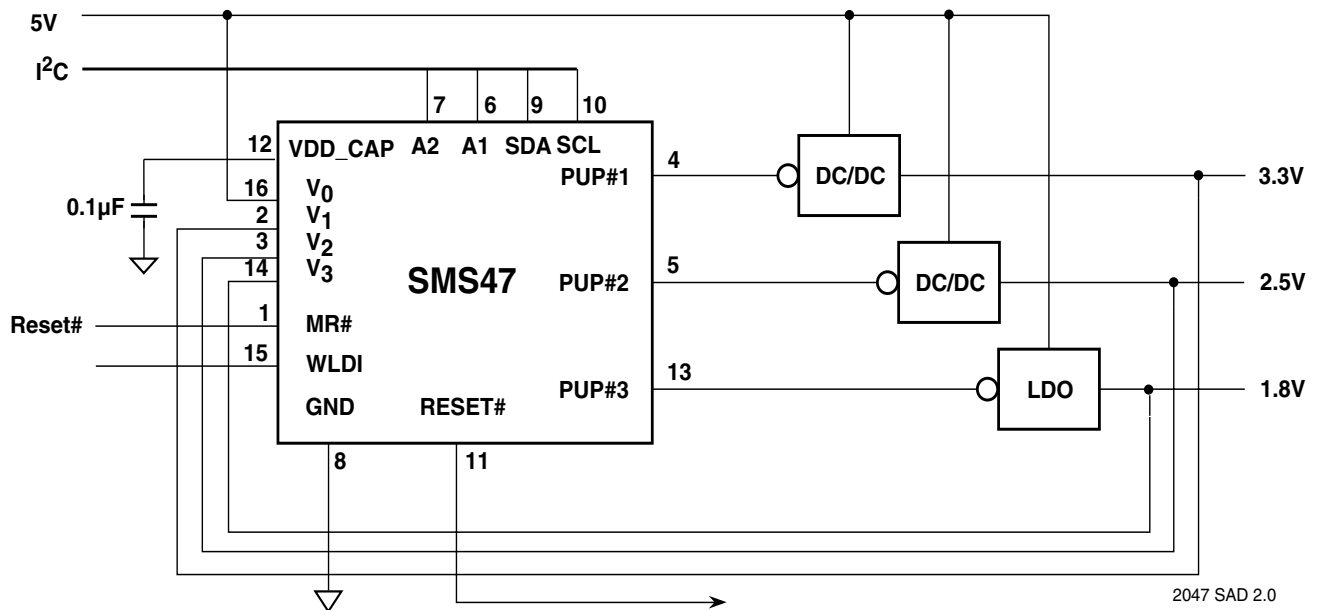 5V
I²C
7 6 9 10
12 VDD_CAP A2 A1 SDA SCL
PUP#1 4 DC/DC 3.3V
0.1µF
16 V0
2 V1
3 V2
14 V3
SMS47
PUP#2 5 DC/DC 2.5V
Reset# 1 MR#
15 WLDI
PUP#3 13 LDO 1.8V
GND RESET#
8 11
2047 SAD 2.0